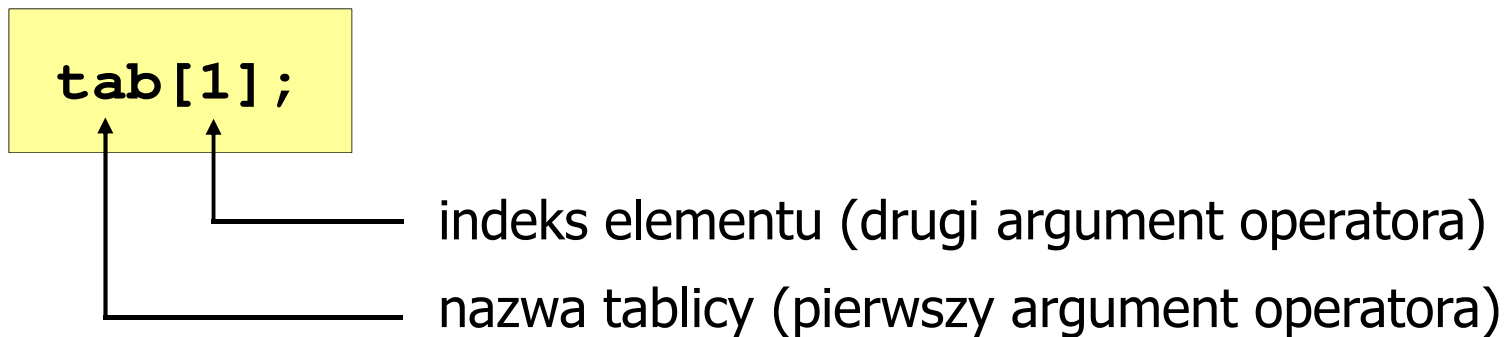 tab[1];
indeks elementu (drugi argument operatora)
nazwa tablicy (pierwszy argument operatora)